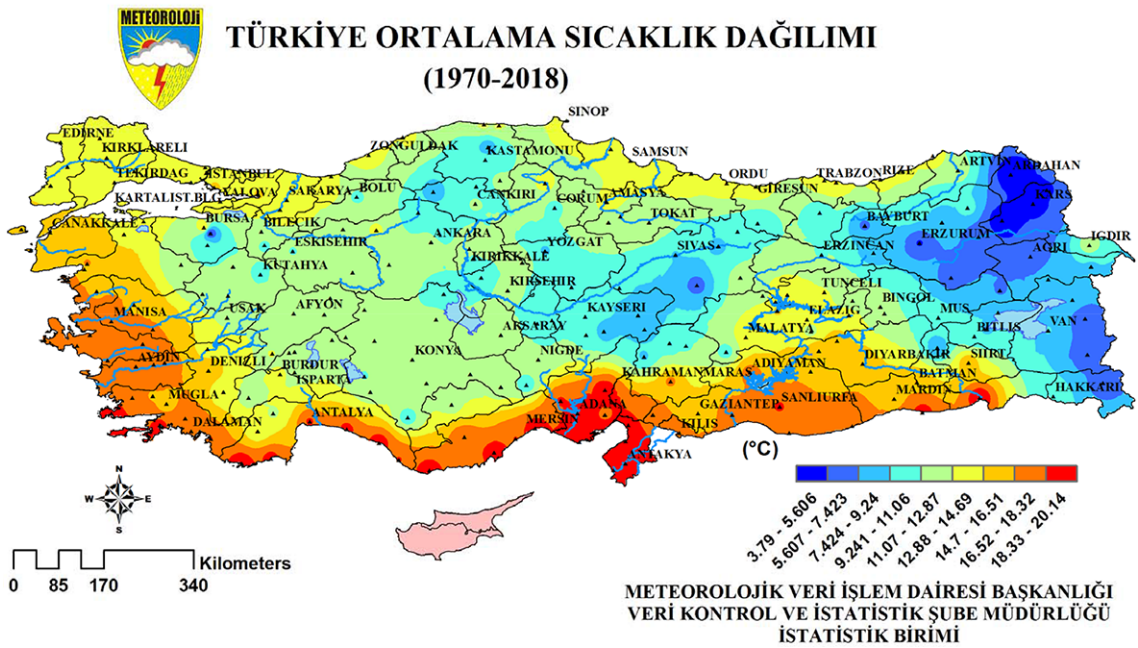 METEOROLOJİ
TÜRKİYE ORTALAMA SICAKLIK DAĞILIMI
(1970-2018)
SINOP
EDIRNE
KIRKLARELI
ZONGULDAK
KASTAMONU
SAMSUN
TEKIRDAG
ISTANBUL
YALOVA
SAKARYA
BOLU
CANKIRI
CORUM
AMASYA
ORDU
GIRESUN
TRABZON
RIZE
ARTVIN
ARDAHAN
KARTALIST.BLG
KARS
CANAKKALE
BURSA
BILECIK
ESKISEHIR
ANKARA
TOKAT
BAYBURT
ERZURUM
IGDIR
KUTAHYA
KIRIKKALE
YOZGAT
SIVAS
ERZINCAN
AGRI
KIRSEHIR
TUNCELI
MANISA
USAK
AFYON
AKSARAY
KAYSERI
ELAZIG
BINGOL
MUS
BITLIS
VAN
AYDIN
DENIZLI
BURDUR
ISPARTA
KONYA
NIGDE
MALATYA
DIYARBAKIR
SIIRT
KAHRAMANMARAS
ADIYAMAN
BATMAN
HAKKARI
MUGLA
DALAMAN
ANTALYA
MERSIN
ADANA
GAZIANTEP
SANLIURFA
MARDIN
KILIS
ANTAKYA
(°C)
N
W
E
S
3.79 - 5.606
5.607 - 7.423
7.424 - 9.24
9.241 - 11.06
11.07 - 12.87
12.88 - 14.69
14.7 - 16.51
16.52 - 18.32
18.33 - 20.14
Kilometers
0 85 170 340
METEOROLOJİK VERİ İŞLEM DAİRESİ BAŞKANLIĞI
VERİ KONTROL VE İSTATİSTİK ŞUBE MÜDÜRLÜĞÜ
İSTATİSTİK BİRİMİ